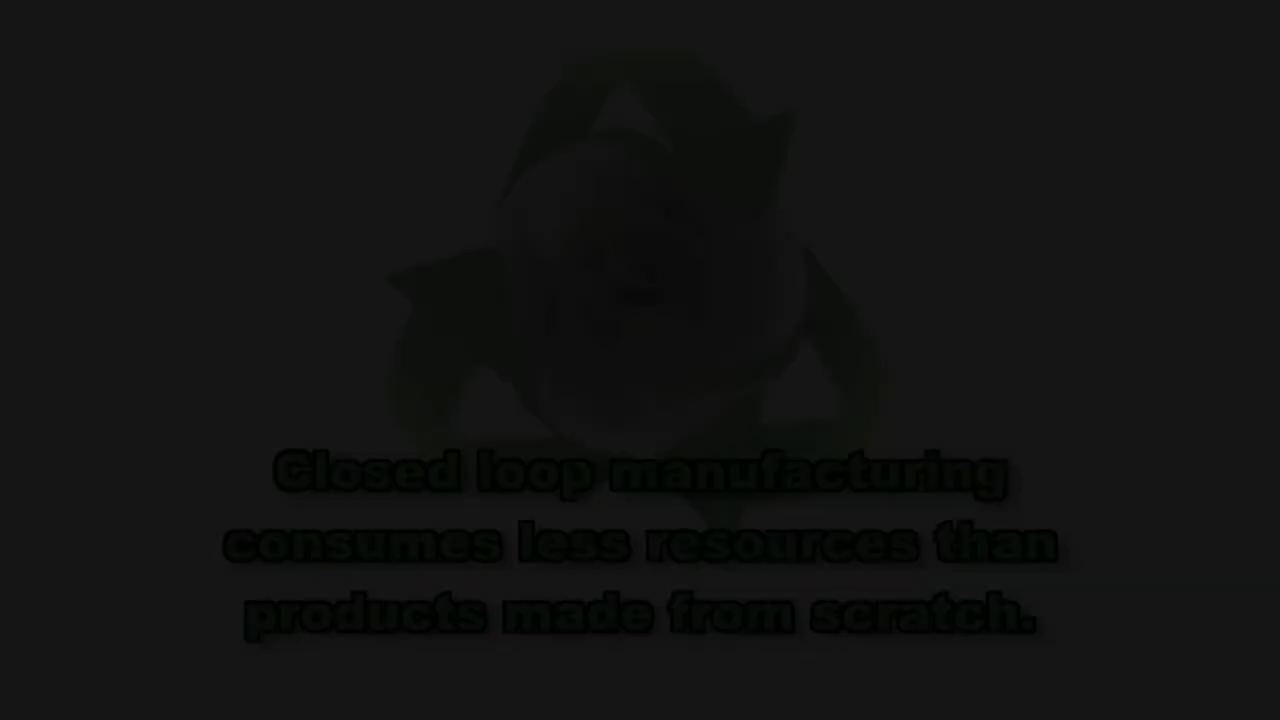 Closed loop manufacturing
consumes less resources than
products made from scratch.